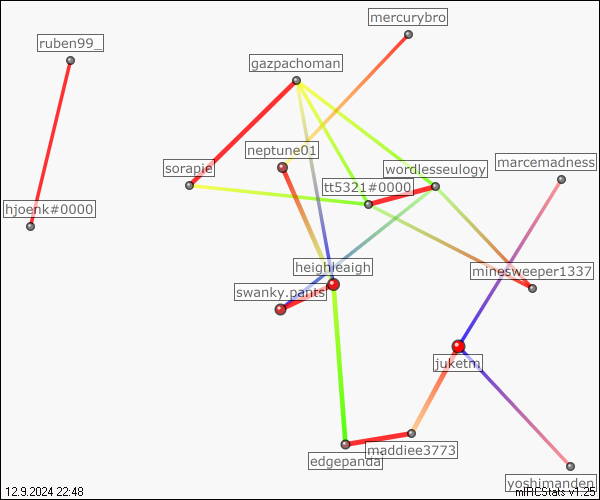 mercurybro
ruben99_
gazpachoman
neptune01
marcemadness
sorapie
wordlesseulogy
tt5321#0000
hjoenk#0000
heighleaigh
minesweeper1337
swanky.pants
juketm
maddiee3773
edgepanda
yoshimanden
12.9.2024 22:48
mIRCStats v1.25